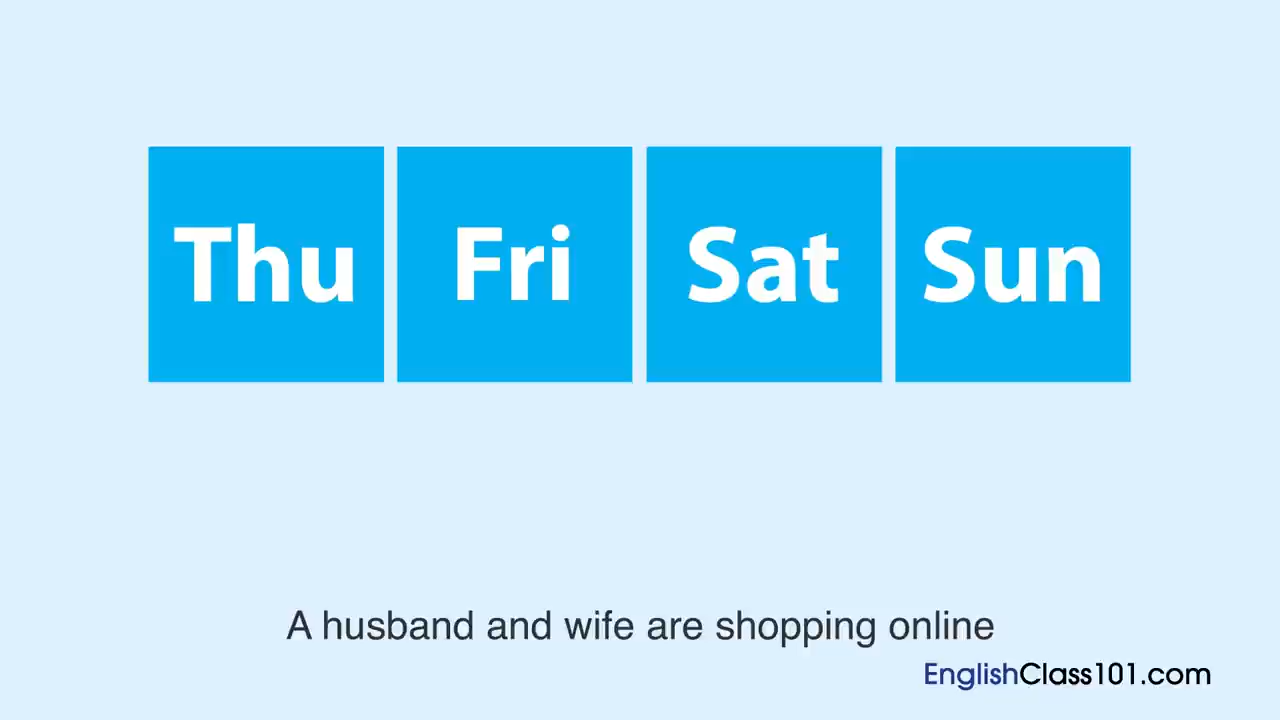 Thu Fri Sat Sun
A husband and wife are shopping online
EnglishClass101.com